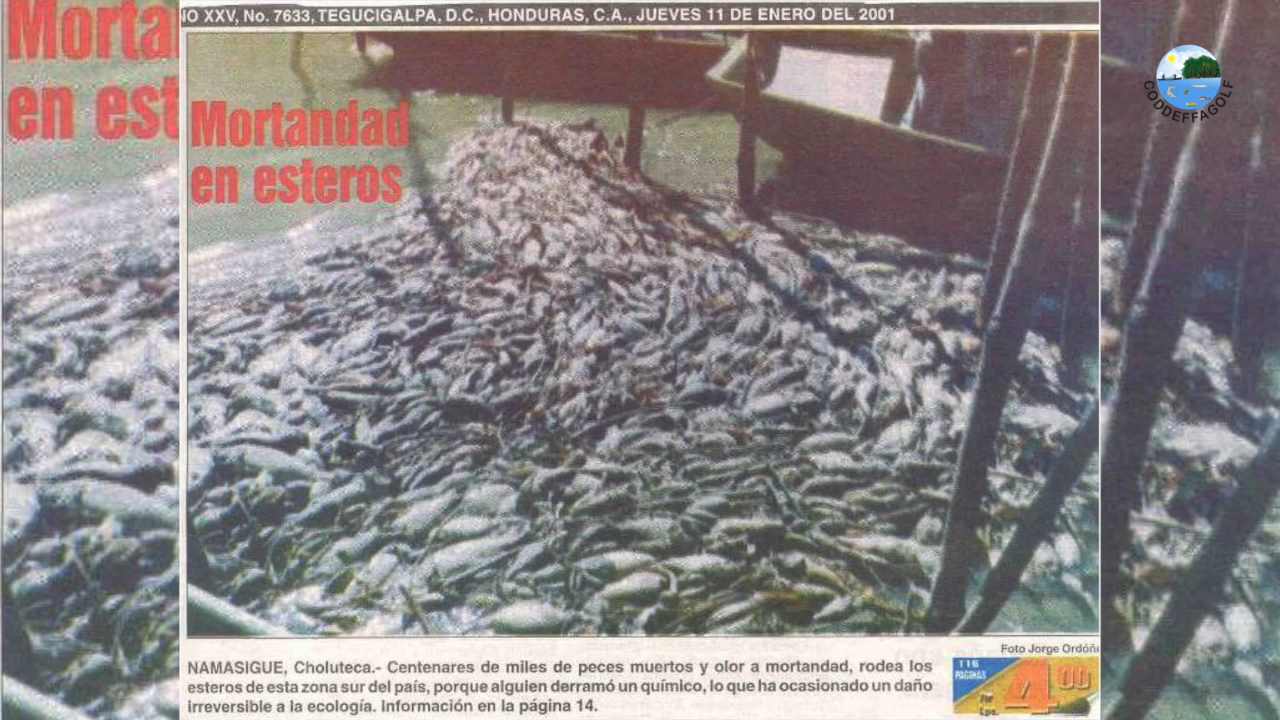 Morta
en est
NO XXV, No. 7633, TEGUCIGALPA, D.C., HONDURAS, C.A., JUEVES 11 DE ENERO DEL 2001
Mortandad
en esteros
CODDEFFAGOLF
Foto Jorge Ordóñ
NAMASIGUE, Choluteca.- Centenares de miles de peces muertos y olor a mortandad, rodea los
esteros de esta zona sur del país, porque alguien derramó un químico, lo que ha ocasionado un daño
irreversible a la ecología. Información en la página 14.
116
PAGINAS
Por
Lps.
4.00